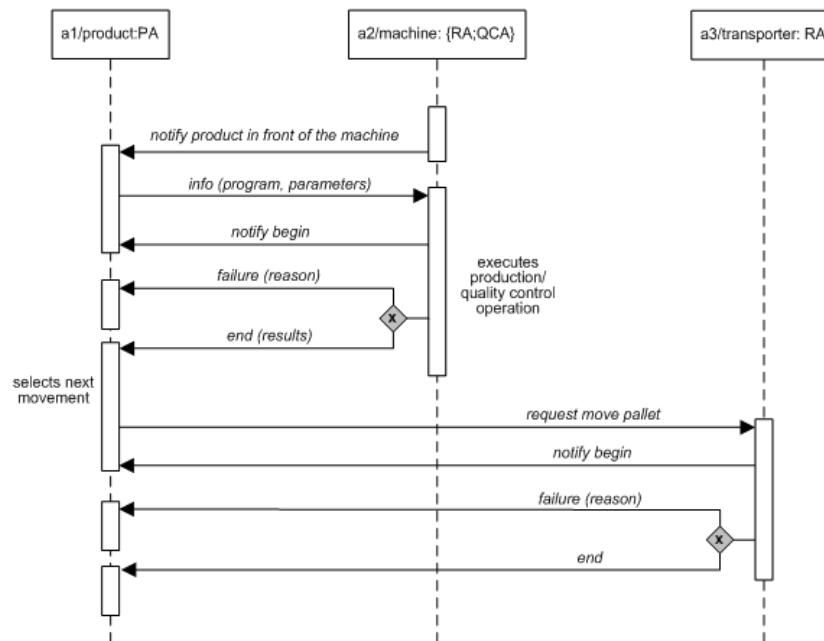 a1/product:PA
a2/machine: {RA;QCA}
a3/transporter: RA
notify product in front of the machine
info (program, parameters)
notify begin
executes
production/
quality control
operation
failure (reason)
x
end (results)
selects next
movement
request move pallet
notify begin
failure (reason)
x
end